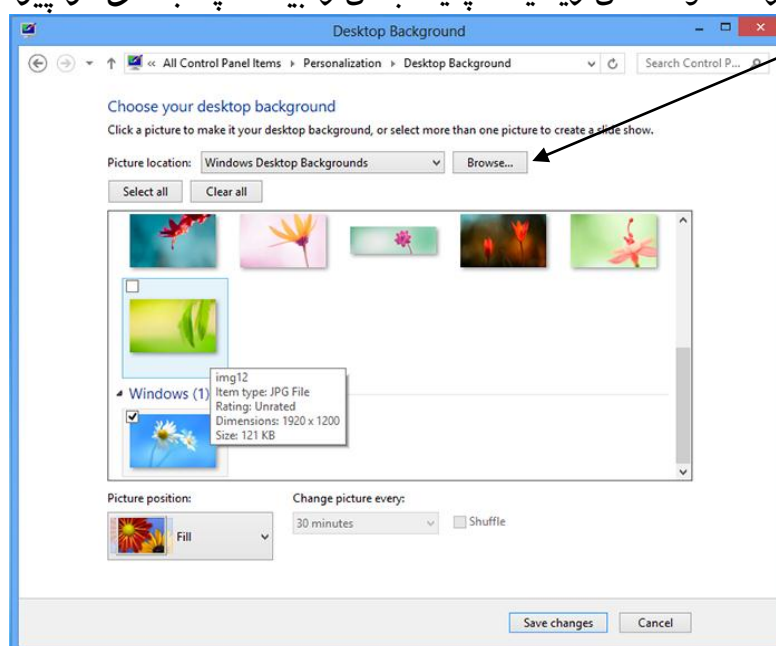 Desktop Background
« All Control Panel Items ▸ Personalization ▸ Desktop Background
Search Control P...
Choose your desktop background
Click a picture to make it your desktop background, or select more than one picture to create a slide show.
Picture location: Windows Desktop Backgrounds Browse...
Select all Clear all
img12
Item type: JPG File
Rating: Unrated
Dimensions: 1920 x 1200
Size: 121 KB
Windows (1)
Picture position: Change picture every:
Fill 30 minutes Shuffle
Save changes Cancel